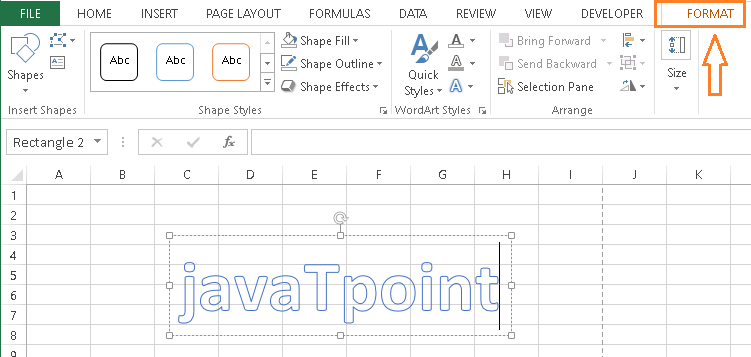 FILE HOME INSERT PAGE LAYOUT FORMULAS DATA REVIEW VIEW DEVELOPER FORMAT
Shapes
Insert Shapes
Abc Abc Abc
Shape Fill
Shape Outline
Shape Effects
Shape Styles
Quick
Styles
A
A
A
WordArt Styles
Bring Forward
Send Backward
Selection Pane
Arrange
Size
Rectangle 2 fx
A B C D E F G H I J K
1
2
3
4
5
6
7
8
9
javaTpoint